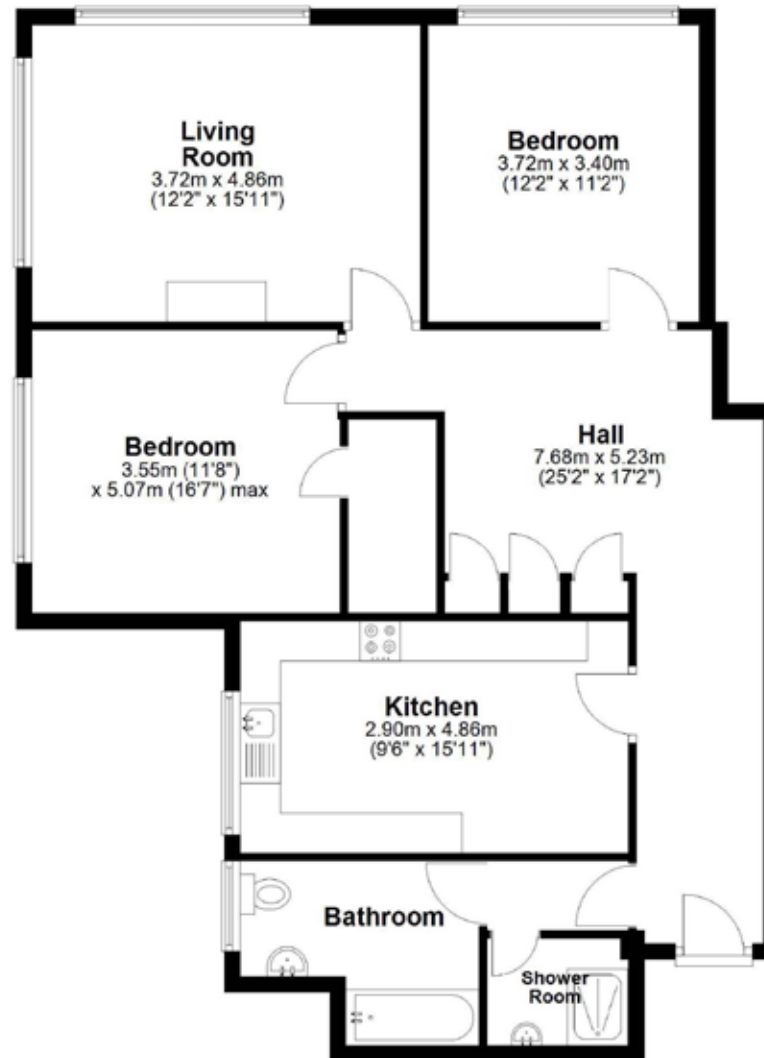 Living
Room
3.72m x 4.86m
(12'2" x 15'11")
Bedroom
3.72m x 3.40m
(12'2" x 11'2")
Bedroom
3.55m (11'8")
x 5.07m (16'7") max
Hall
7.68m x 5.23m
(25'2" x 17'2")
Kitchen
2.90m x 4.86m
(9'6" x 15'11")
Bathroom
Shower
Room